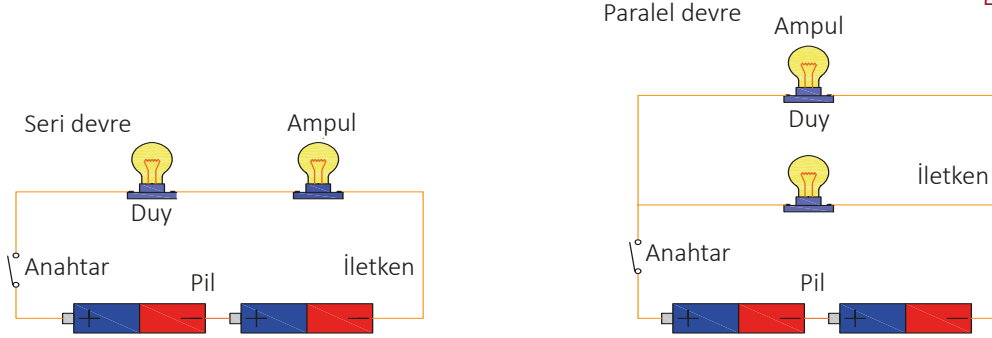 Seri devre
Ampul
Duy
Anahtar
Pil
İletken
+
−
+
−
Paralel devre
Ampul
Duy
İletken
Anahtar
Pil
+
−
+
−